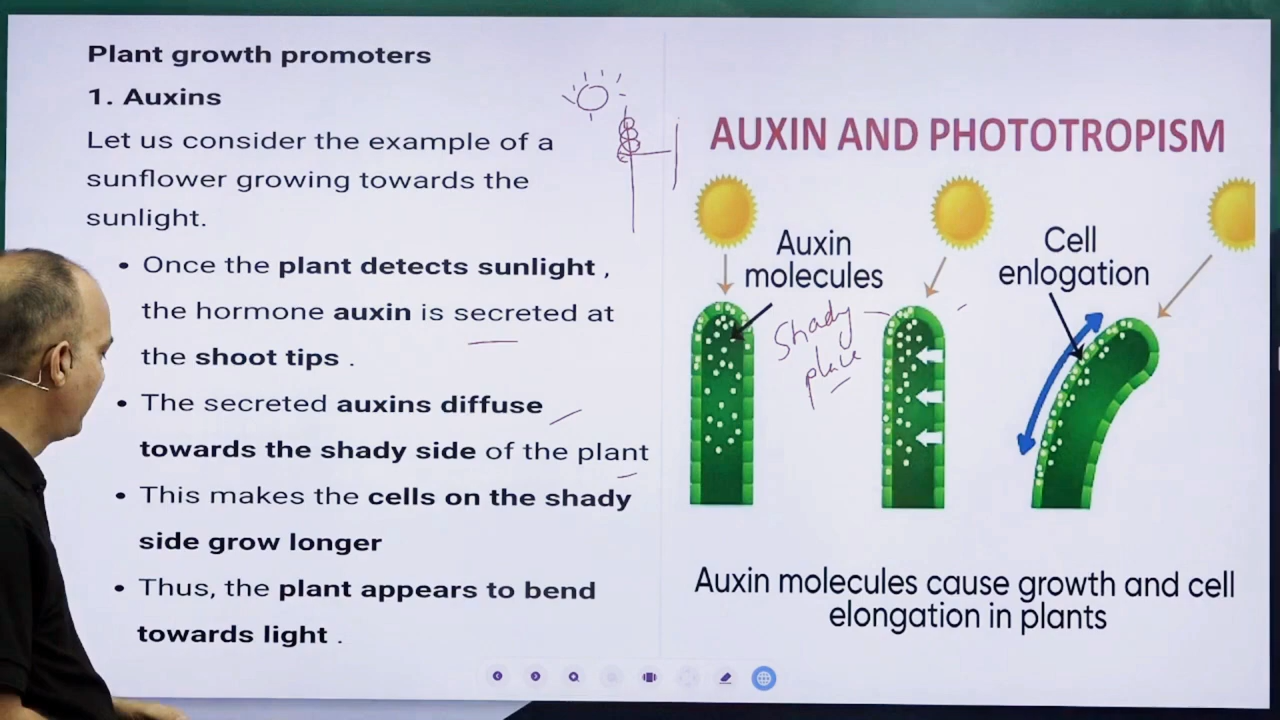 Plant growth promoters
1. Auxins
Let us consider the example of a
sunflower growing towards the
sunlight.
• Once the plant detects sunlight ,
the hormone auxin is secreted at
the shoot tips .
• The secreted auxins diffuse
towards the shady side of the plant
• This makes the cells on the shady
side grow longer
• Thus, the plant appears to bend
towards light .
AUXIN AND PHOTOTROPISM
Auxin
molecules
Cell
enlogation
Shady
place
Auxin molecules cause growth and cell
elongation in plants